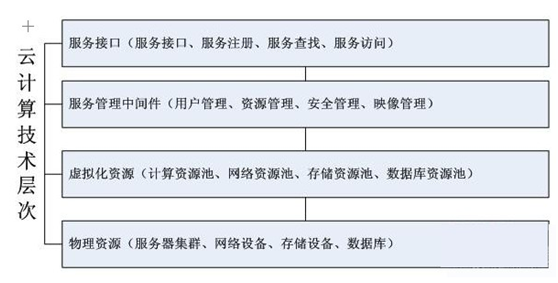 云计算技术层次
服务接口（服务接口、服务注册、服务查找、服务访问）
服务管理中间件（用户管理、资源管理、安全管理、映像管理）
虚拟化资源（计算资源池、网络资源池、存储资源池、数据库资源池）
物理资源（服务器集群、网络设备、存储设备、数据库）